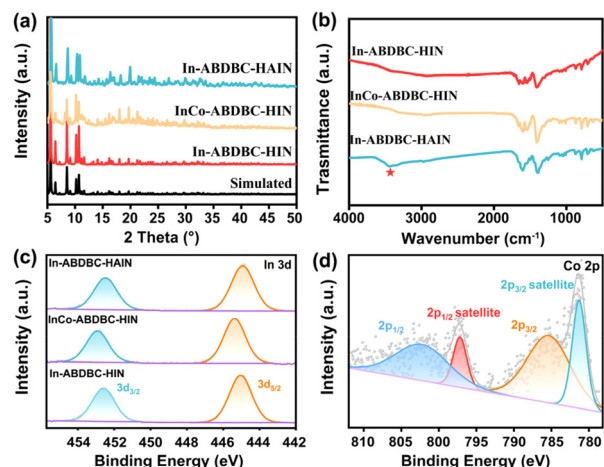 (a)
In-ABDBC-HAIN
InCo-ABDBC-HIN
In-ABDBC-HIN
Simulated
Intensity (a.u.)
5 10 15 20 25 30 35 40 45 50
2 Theta (°)
(b)
In-ABDBC-HIN
InCo-ABDBC-HIN
In-ABDBC-HAIN
Trasmittance (a.u.)
4000 3000 2000 1000
Wavenumber (cm⁻¹)
(c)
In 3d
In-ABDBC-HAIN
InCo-ABDBC-HIN
In-ABDBC-HIN
3d₃/₂
3d₅/₂
Intensity (a.u.)
454 452 450 448 446 444 442
Binding Energy (eV)
(d)
Co 2p
2p₃/₂ satellite
2p₁/₂ satellite
2p₁/₂
2p₃/₂
Intensity (a.u.)
810 805 800 795 790 785 780
Binding Energy (eV)